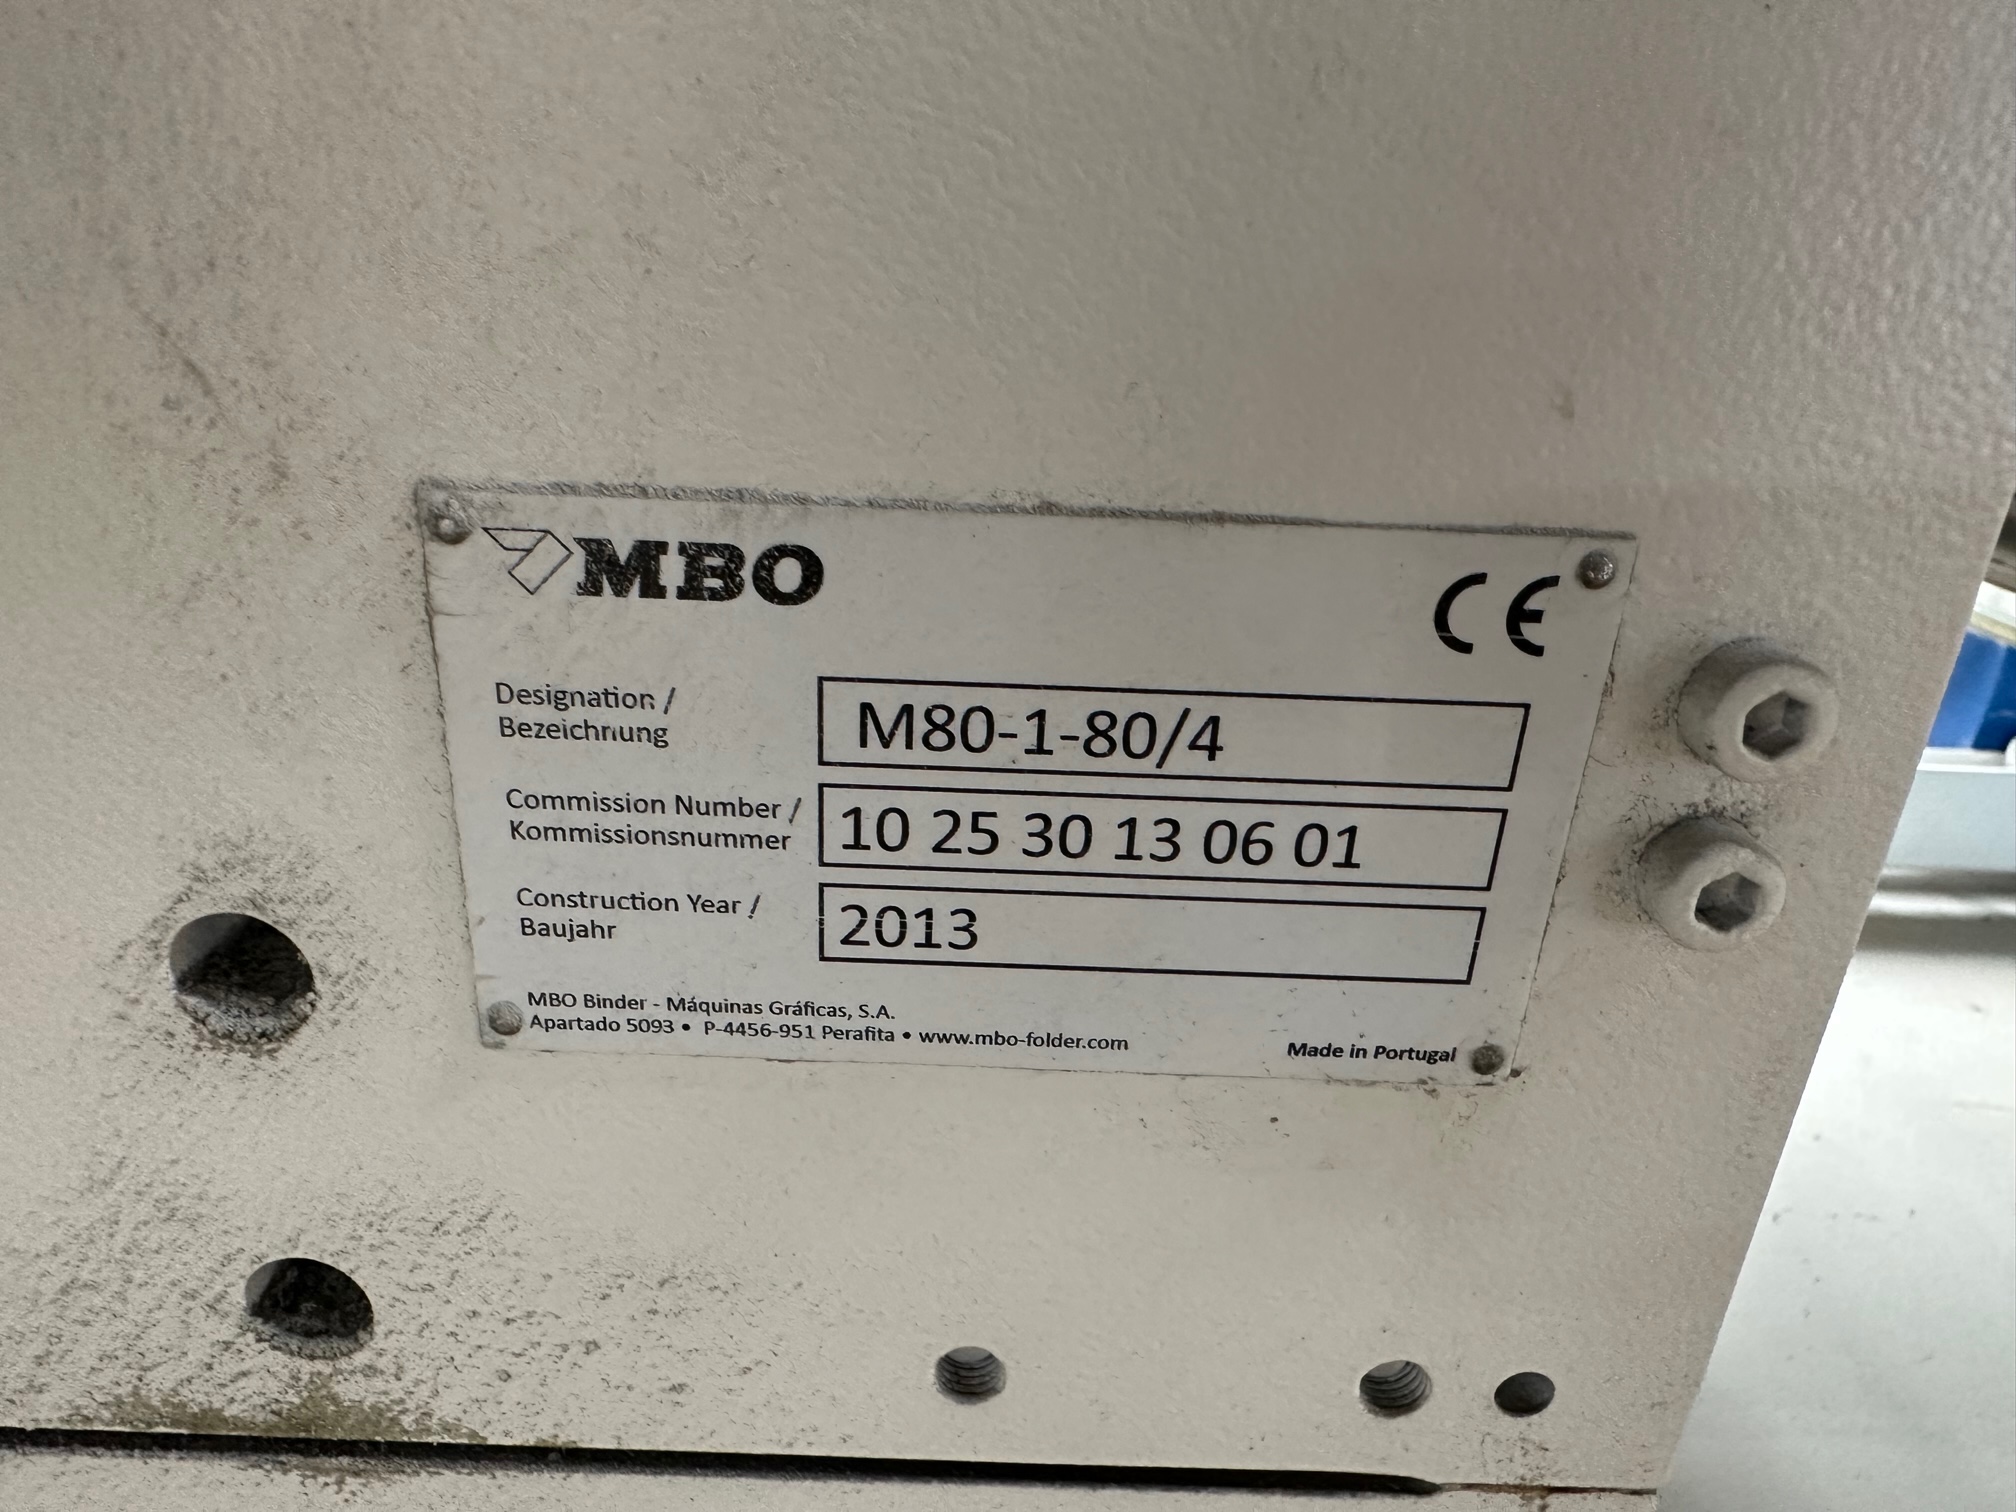 MBO
CE
Designation /
Bezeichnung
M80-1-80/4
Commission Number /
Kommissionsnummer
10 25 30 13 06 01
Construction Year /
Baujahr
2013
MBO Binder - Máquinas Gráficas, S.A.
Apartado 5093 • P-4456-951 Perafita • www.mbo-folder.com
Made in Portugal